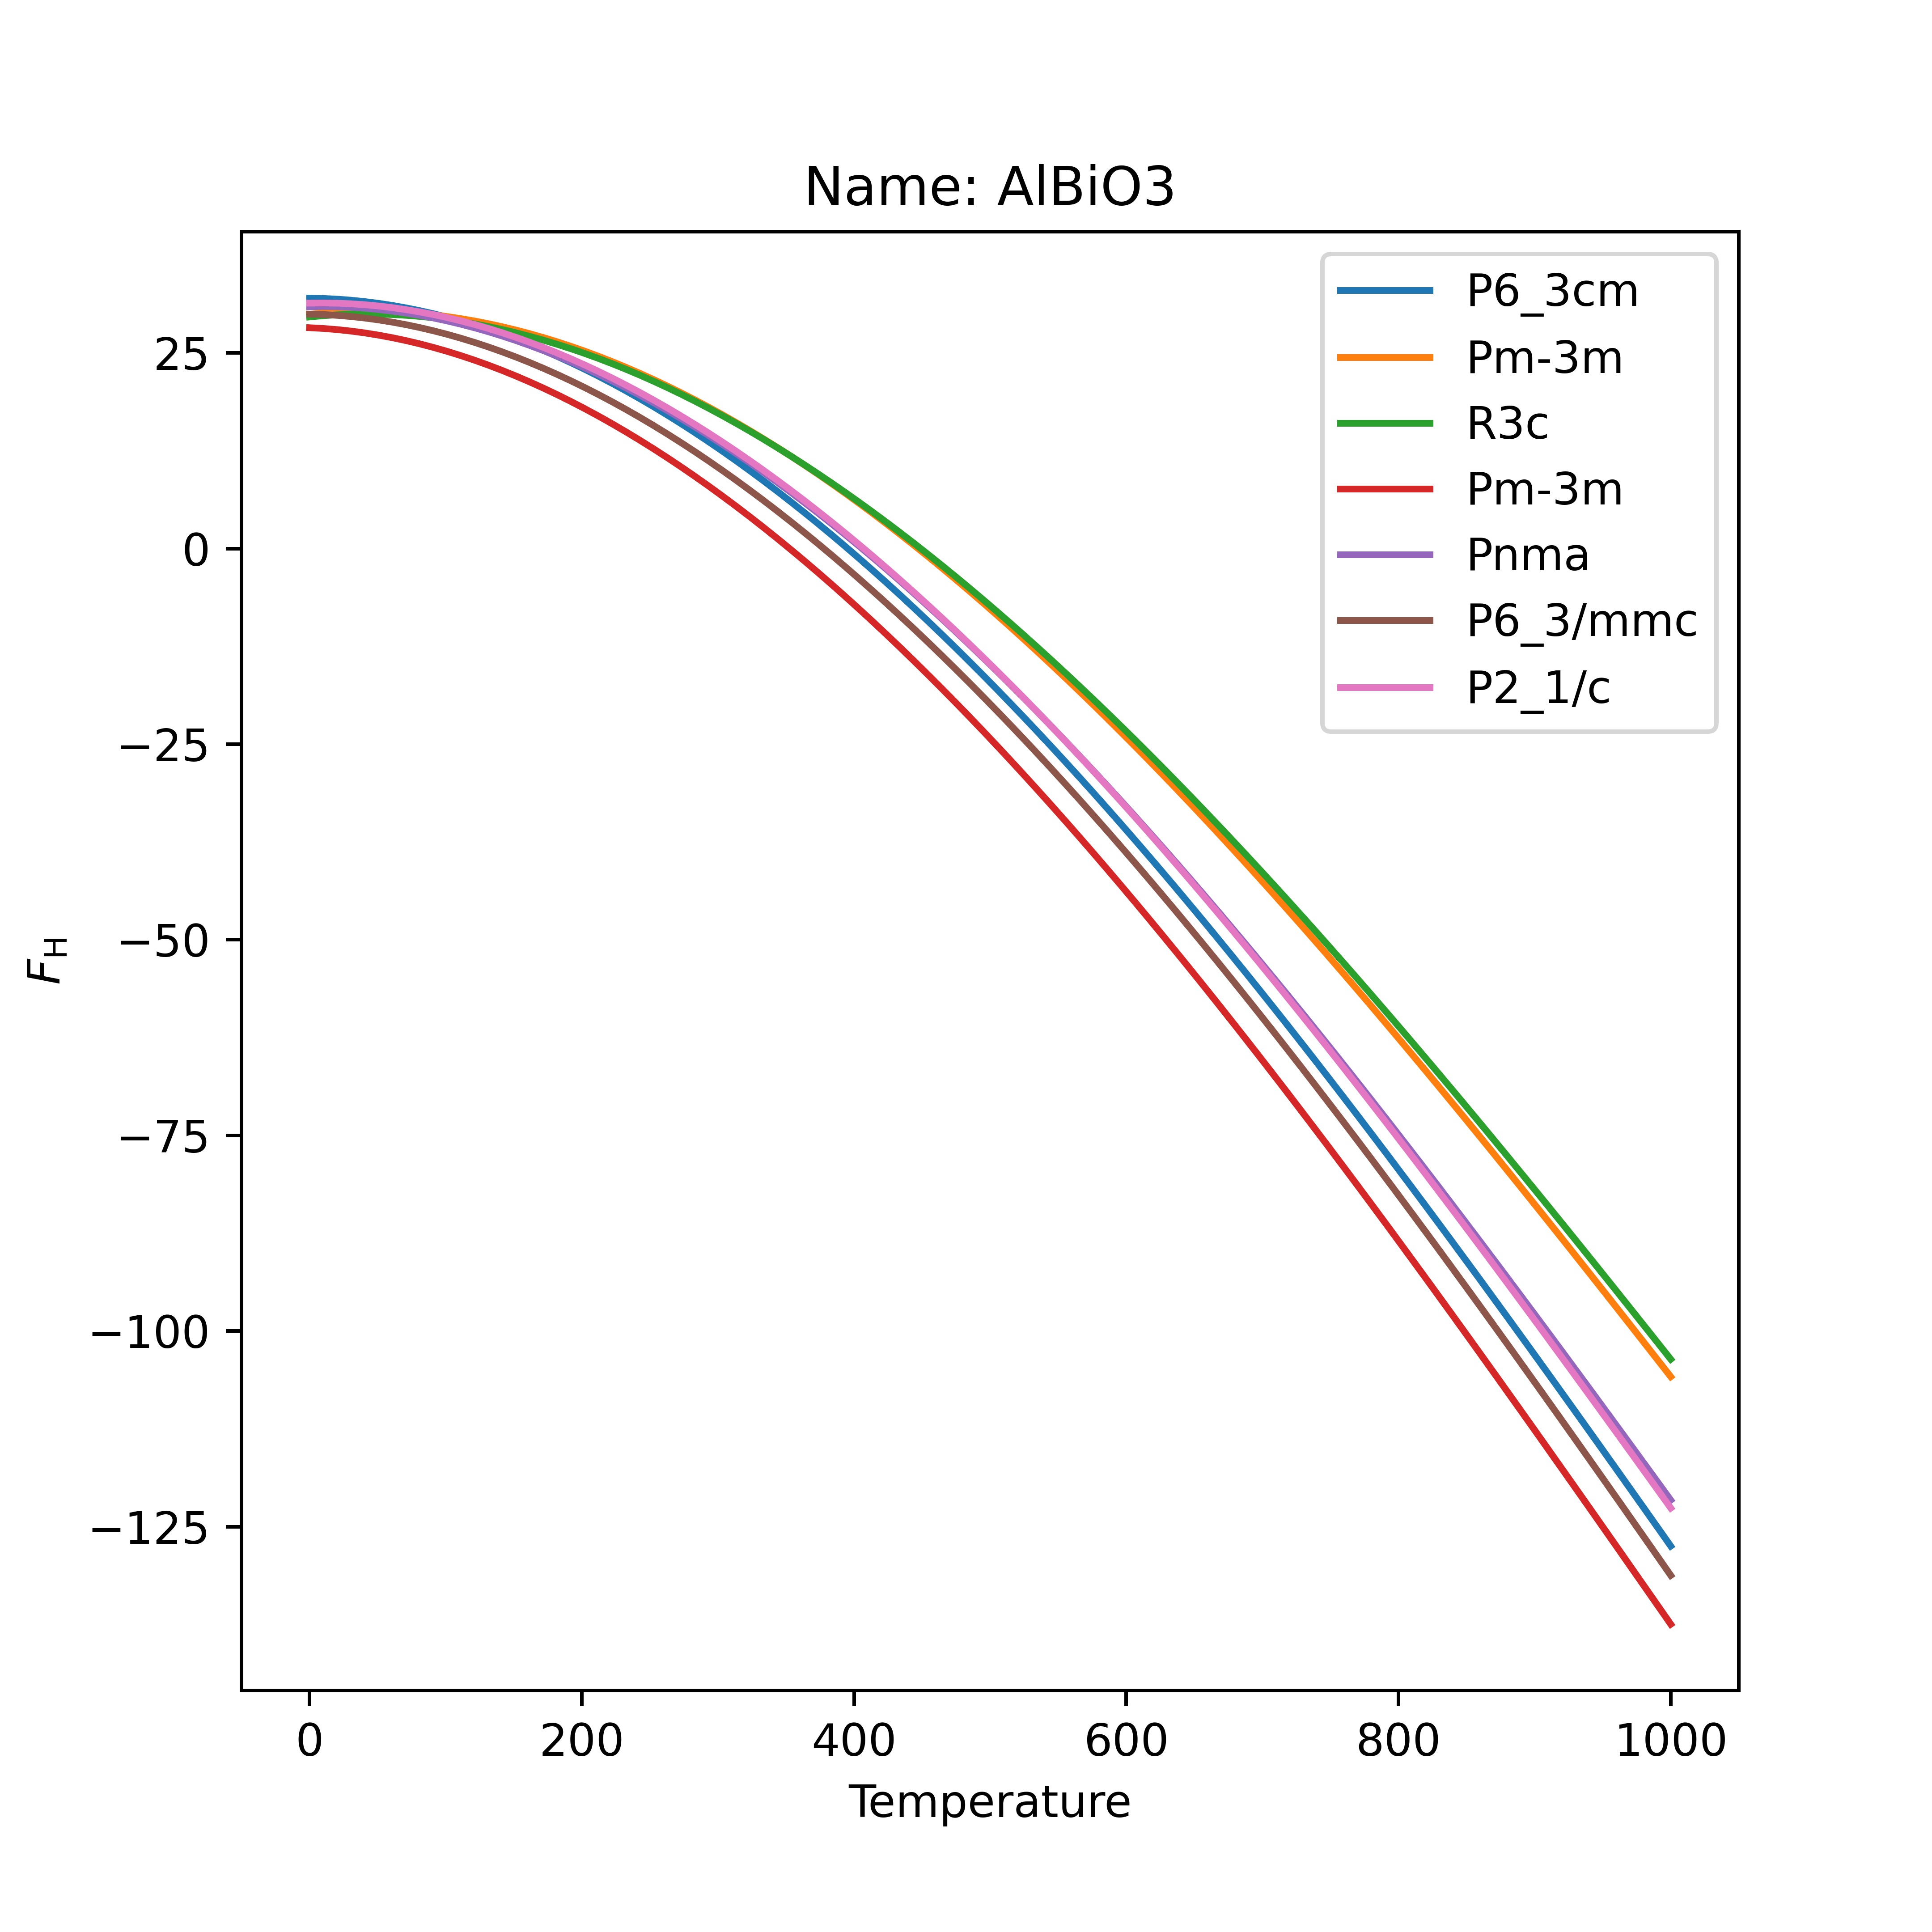 Name: AlBiO3
P6_3cm
Pm-3m
R3c
Pm-3m
Pnma
P6_3/mmc
P2_1/c
25
0
−25
−50
−75
−100
−125
F_H
0 200 400 600 800 1000
Temperature